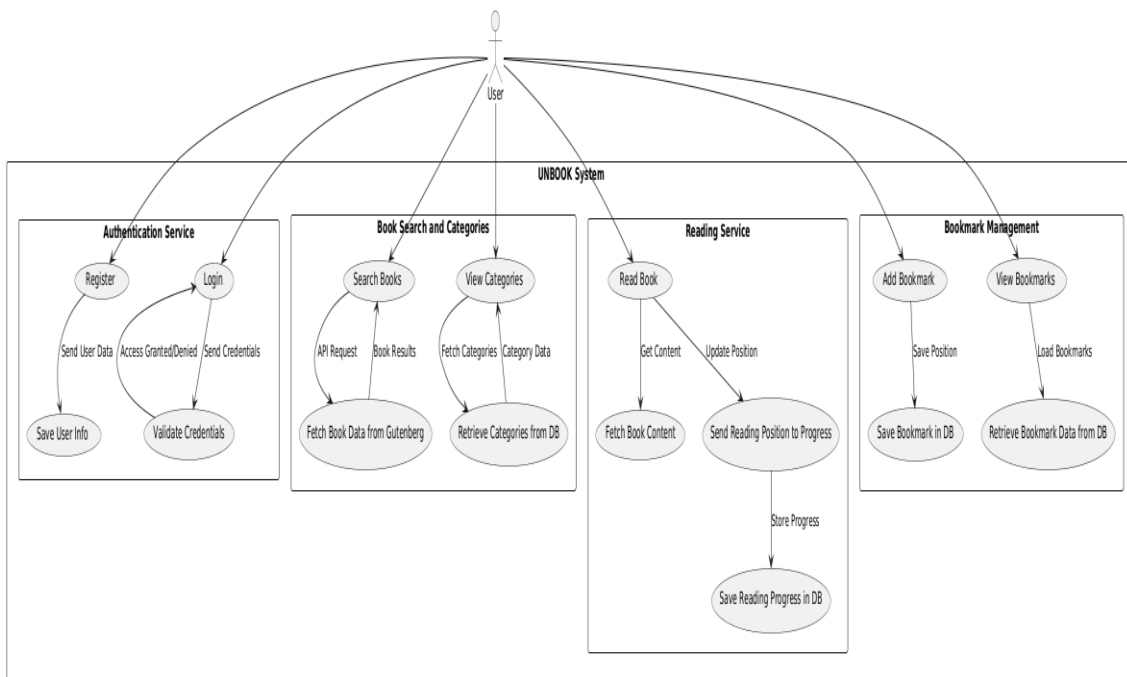 User
UNBOOK System
Authentication Service
Book Search and Categories
Reading Service
Bookmark Management
Register
Login
Search Books
View Categories
Read Book
Add Bookmark
View Bookmarks
Send User Data
Access Granted/Denied
Send Credentials
API Request
Book Results
Fetch Categories
Category Data
Get Content
Update Position
Save Position
Load Bookmarks
Save User Info
Validate Credentials
Fetch Book Data from Gutenberg
Retrieve Categories from DB
Fetch Book Content
Send Reading Position to Progress
Save Bookmark in DB
Retrieve Bookmark Data from DB
Store Progress
Save Reading Progress in DB